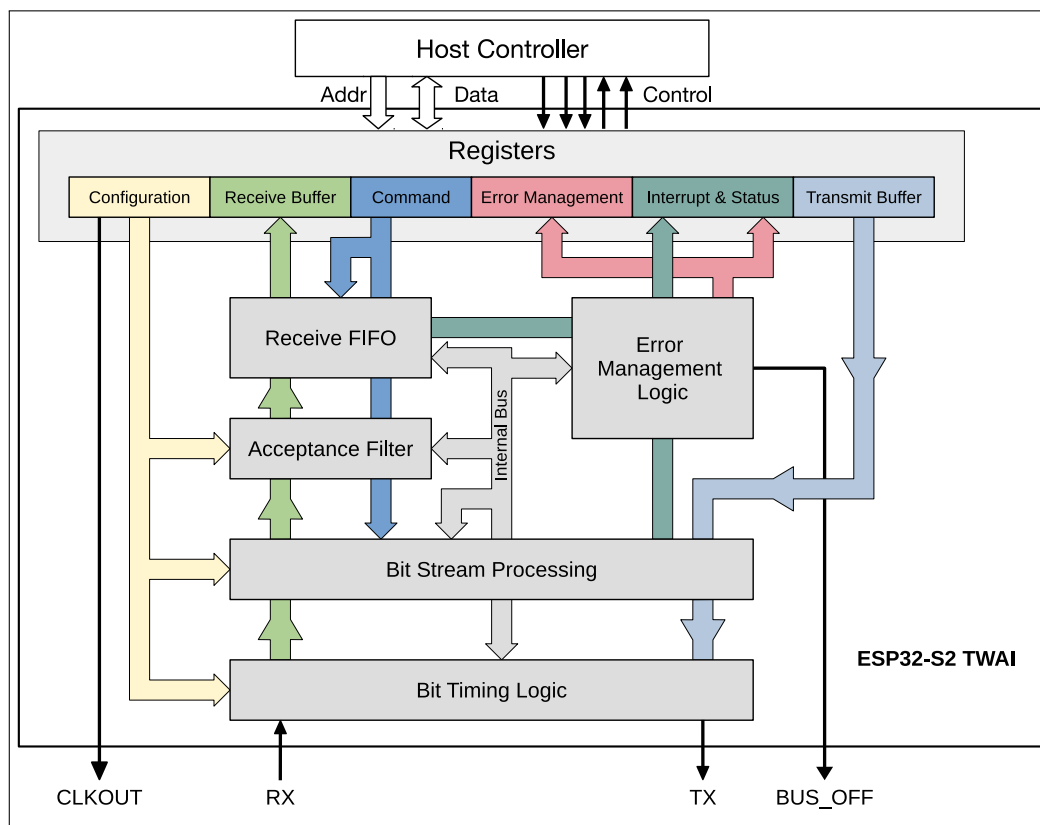 Host Controller
Addr
Data
Control
Registers
Configuration
Receive Buffer
Command
Error Management
Interrupt & Status
Transmit Buffer
Receive FIFO
Error
Management
Logic
Internal Bus
Acceptance Filter
Bit Stream Processing
ESP32-S2 TWAI
Bit Timing Logic
CLKOUT
RX
TX
BUS_OFF